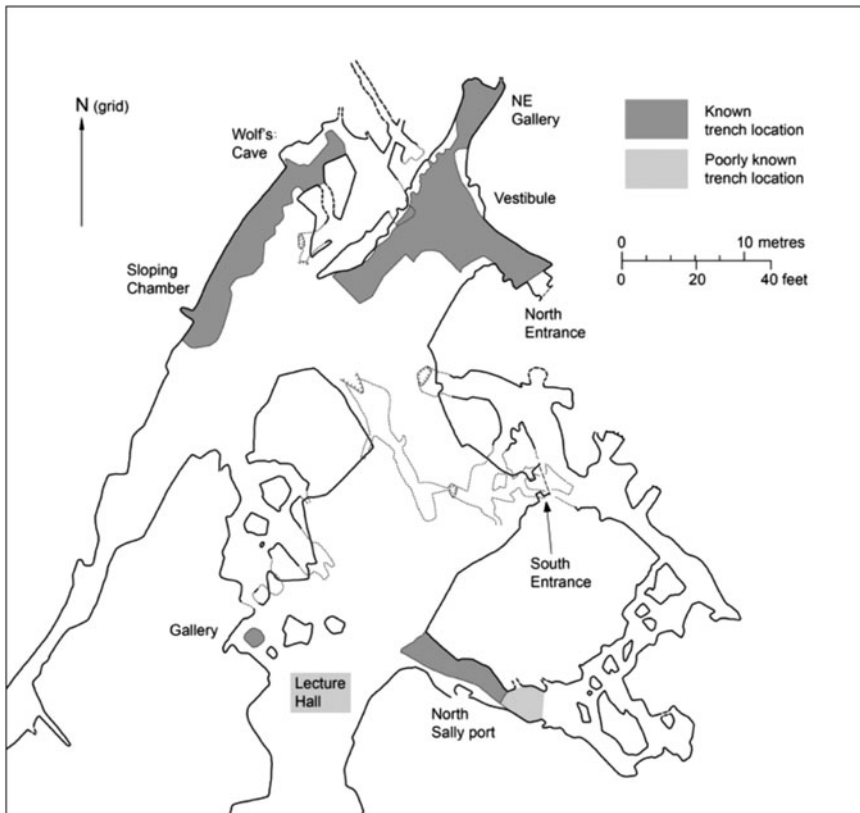 N (grid)
NE
Gallery
Known
trench location
Wolf's:
Cave
Poorly known
trench location
Vestibule
0 10 metres
0 20 40 feet
Sloping
Chamber
North
Entrance
South
Entrance
Gallery
Lecture
Hall
North
Sally port